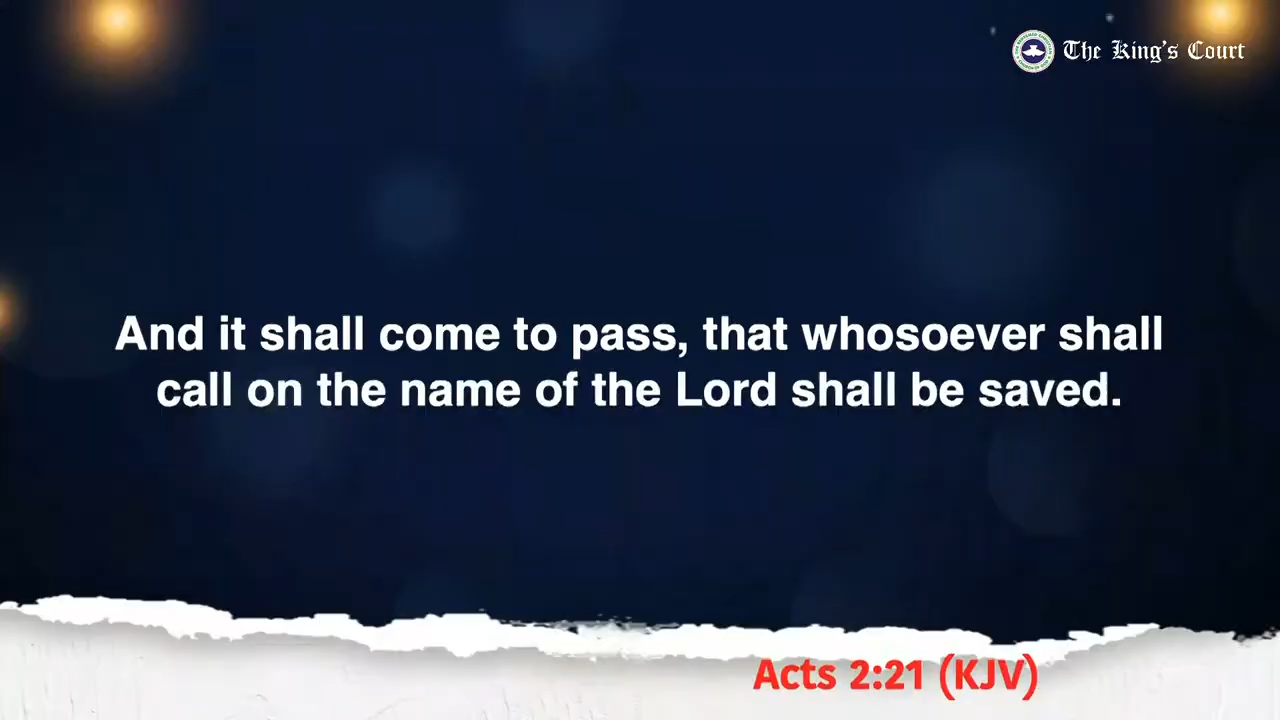 The King's Court
And it shall come to pass, that whosoever shall
call on the name of the Lord shall be saved.
Acts 2:21 (KJV)